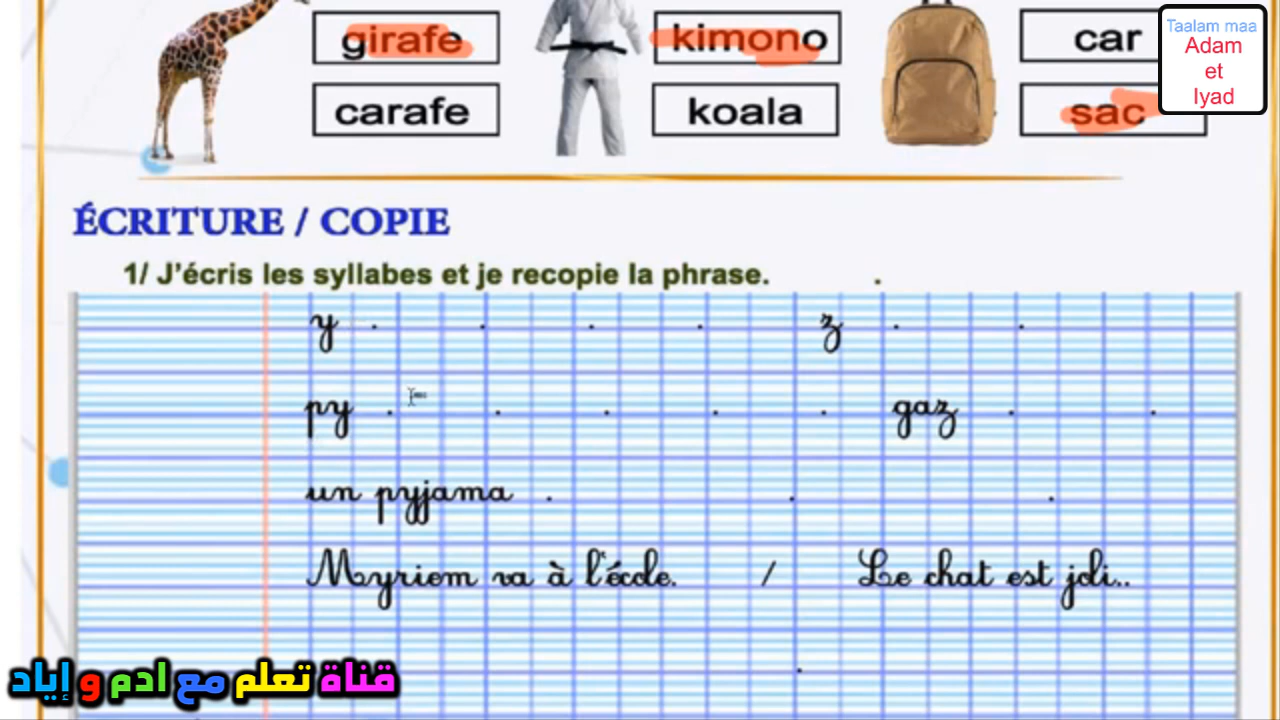 girafe kimono car
carafe koala sac
Taalam maa
Adam
et
Iyad
ÉCRITURE / COPIE
1/ J'écris les syllabes et je recopie la phrase. .
y . . . . z . .
py . . . . . gaz . .
un pyjama . . .
Myriem va à l'école. / Le chat est joli..
.
قناة تعلم مع ادم و إياد